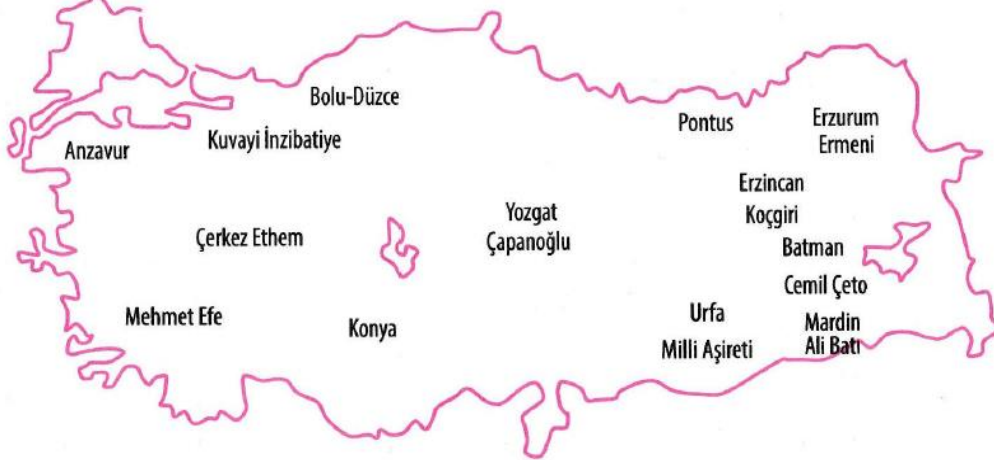 Bolu-Düzce
Kuvayi İnzibatiye
Anzavur
Pontus
Erzurum
Ermeni
Erzincan
Koçgiri
Yozgat
Çapanoğlu
Çerkez Ethem
Batman
Cemil Çeto
Mehmet Efe
Konya
Urfa
Milli Aşireti
Mardin
Ali Batı